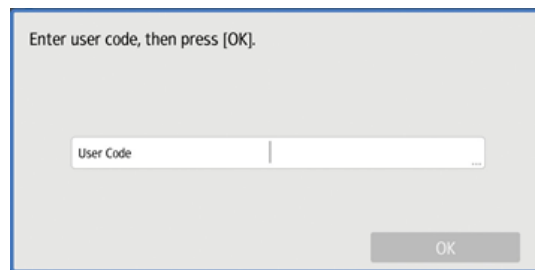 Enter user code, then press [OK].
User Code
...
OK